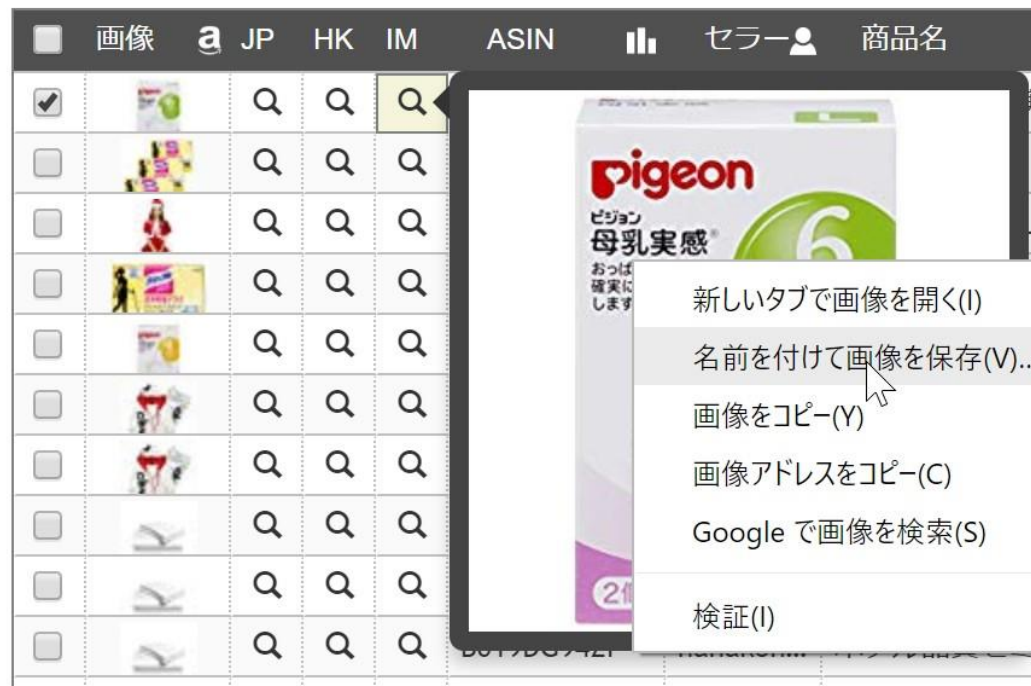 画像 a JP HK IM ASIN セラー 商品名
pigeon
ピジョン
母乳実感®
6
おっぱ
確実に
します
新しいタブで画像を開く(I)
名前を付けて画像を保存(V)...
画像をコピー(Y)
画像アドレスをコピー(C)
Google で画像を検索(S)
検証(I)
2個